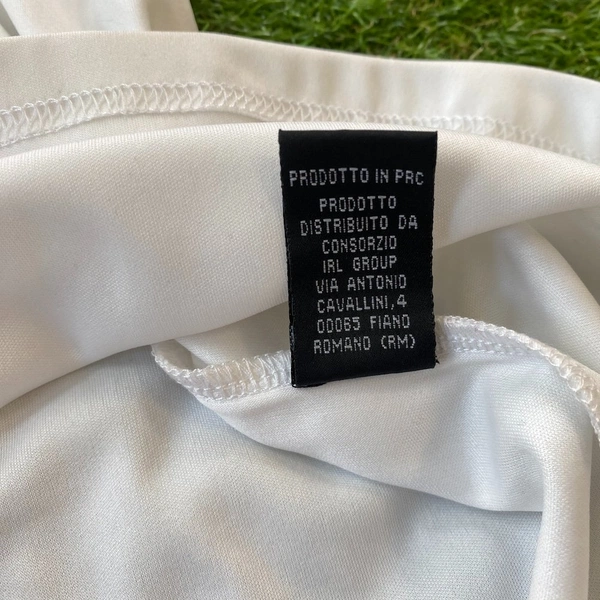 PRODOTTO IN PRC
PRODOTTO
DISTRIBUITO DA
CONSORZIO
IRL GROUP
VIA ANTONIO
CAVALLINI,4
00065 FIANO
ROMANO (RM)